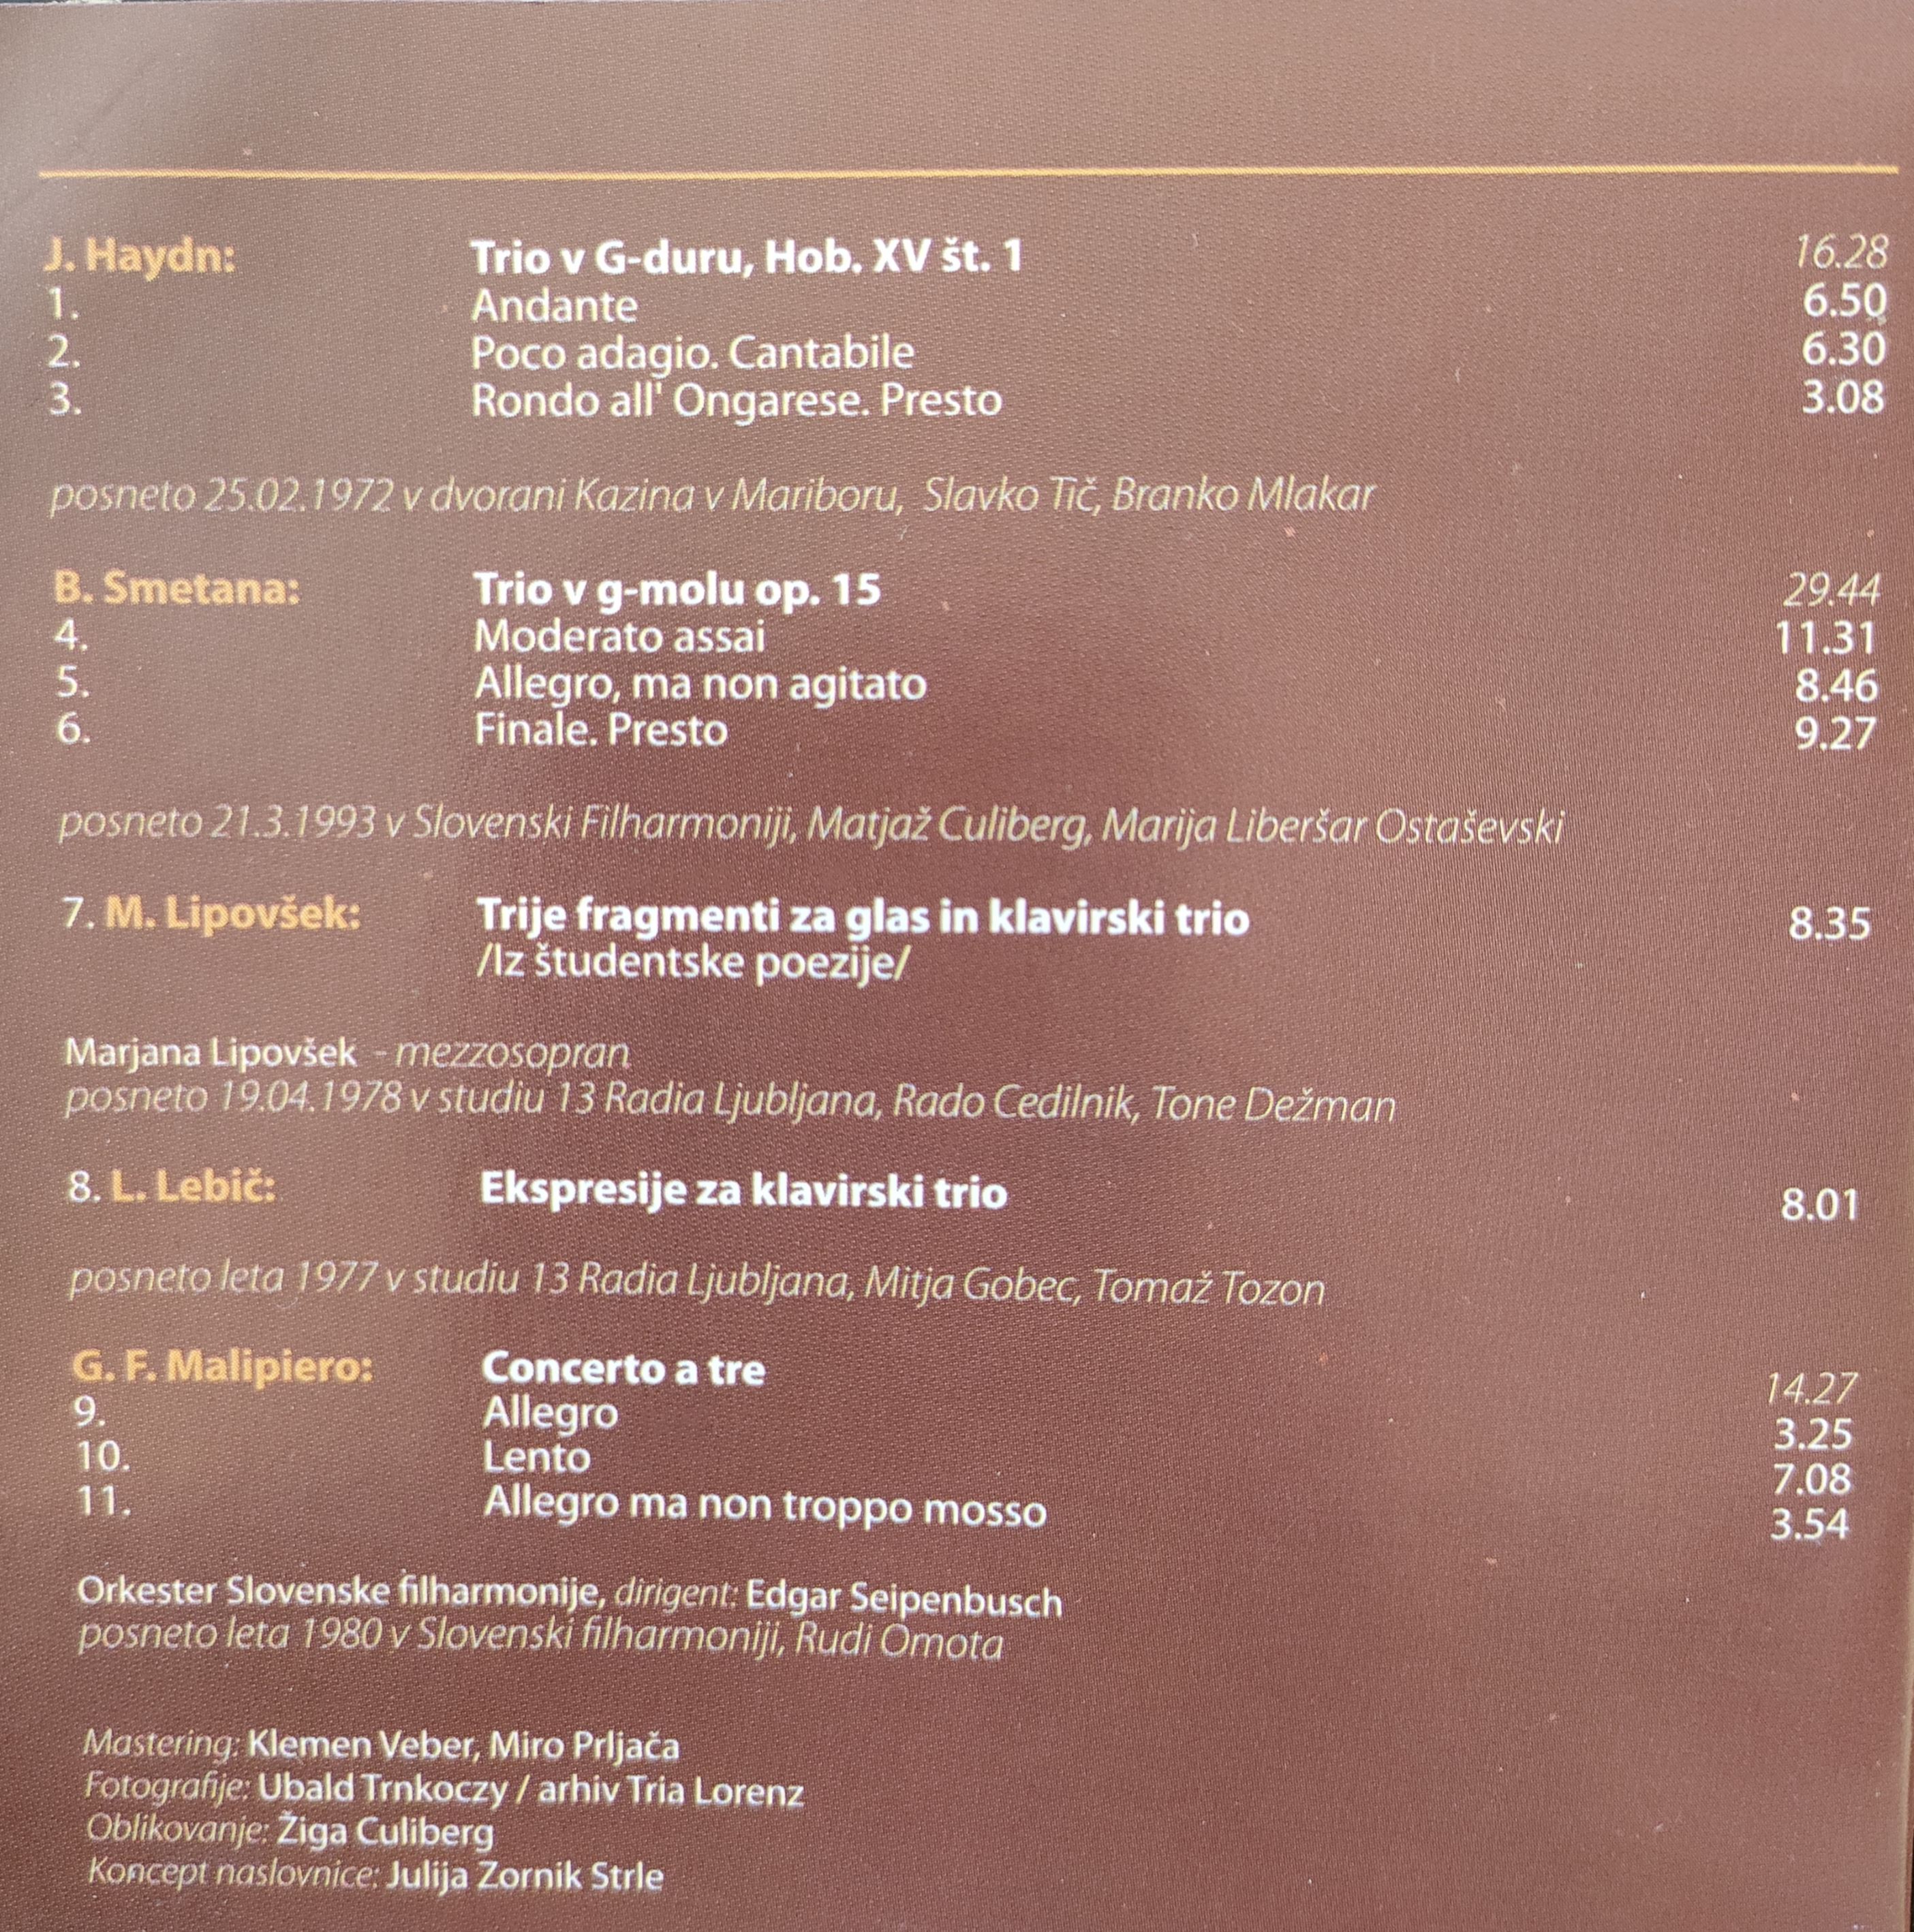 J. Haydn: Trio v G-duru, Hob. XV št. 1 16.28
1. Andante 6.50
2. Poco adagio. Cantabile 6.30
3. Rondo all' Ongarese. Presto 3.08
posneto 25.02.1972 v dvorani Kazina v Mariboru, Slavko Tič, Branko Mlakar
B. Smetana: Trio v g-molu op. 15 29.44
4. Moderato assai 11.31
5. Allegro, ma non agitato 8.46
6. Finale. Presto 9.27
posneto 21.3.1993 v Slovenski Filharmoniji, Matjaž Culiberg, Marija Liberšar Ostaševski
7. M. Lipovšek: Trije fragmenti za glas in klavirski trio 8.35
/Iz študentske poezije/
Marjana Lipovšek - mezzosopran
posneto 19.04.1978 v studiu 13 Radia Ljubljana, Rado Cedilnik, Tone Dežman
8. L. Lebič: Ekspresije za klavirski trio 8.01
posneto leta 1977 v studiu 13 Radia Ljubljana, Mitja Gobec, Tomaž Tozon
G. F. Malipiero: Concerto a tre 14.27
9. Allegro 3.25
10. Lento 7.08
11. Allegro ma non troppo mosso 3.54
Orkester Slovenske filharmonije, dirigent: Edgar Seipenbusch
posneto leta 1980 v Slovenski filharmoniji, Rudi Omota
Mastering: Klemen Veber, Miro Prljača
Fotografije: Ubald Trnkoczy / arhiv Tria Lorenz
Oblikovanje: Žiga Culiberg
Koncept naslovnice: Julija Zornik Strle